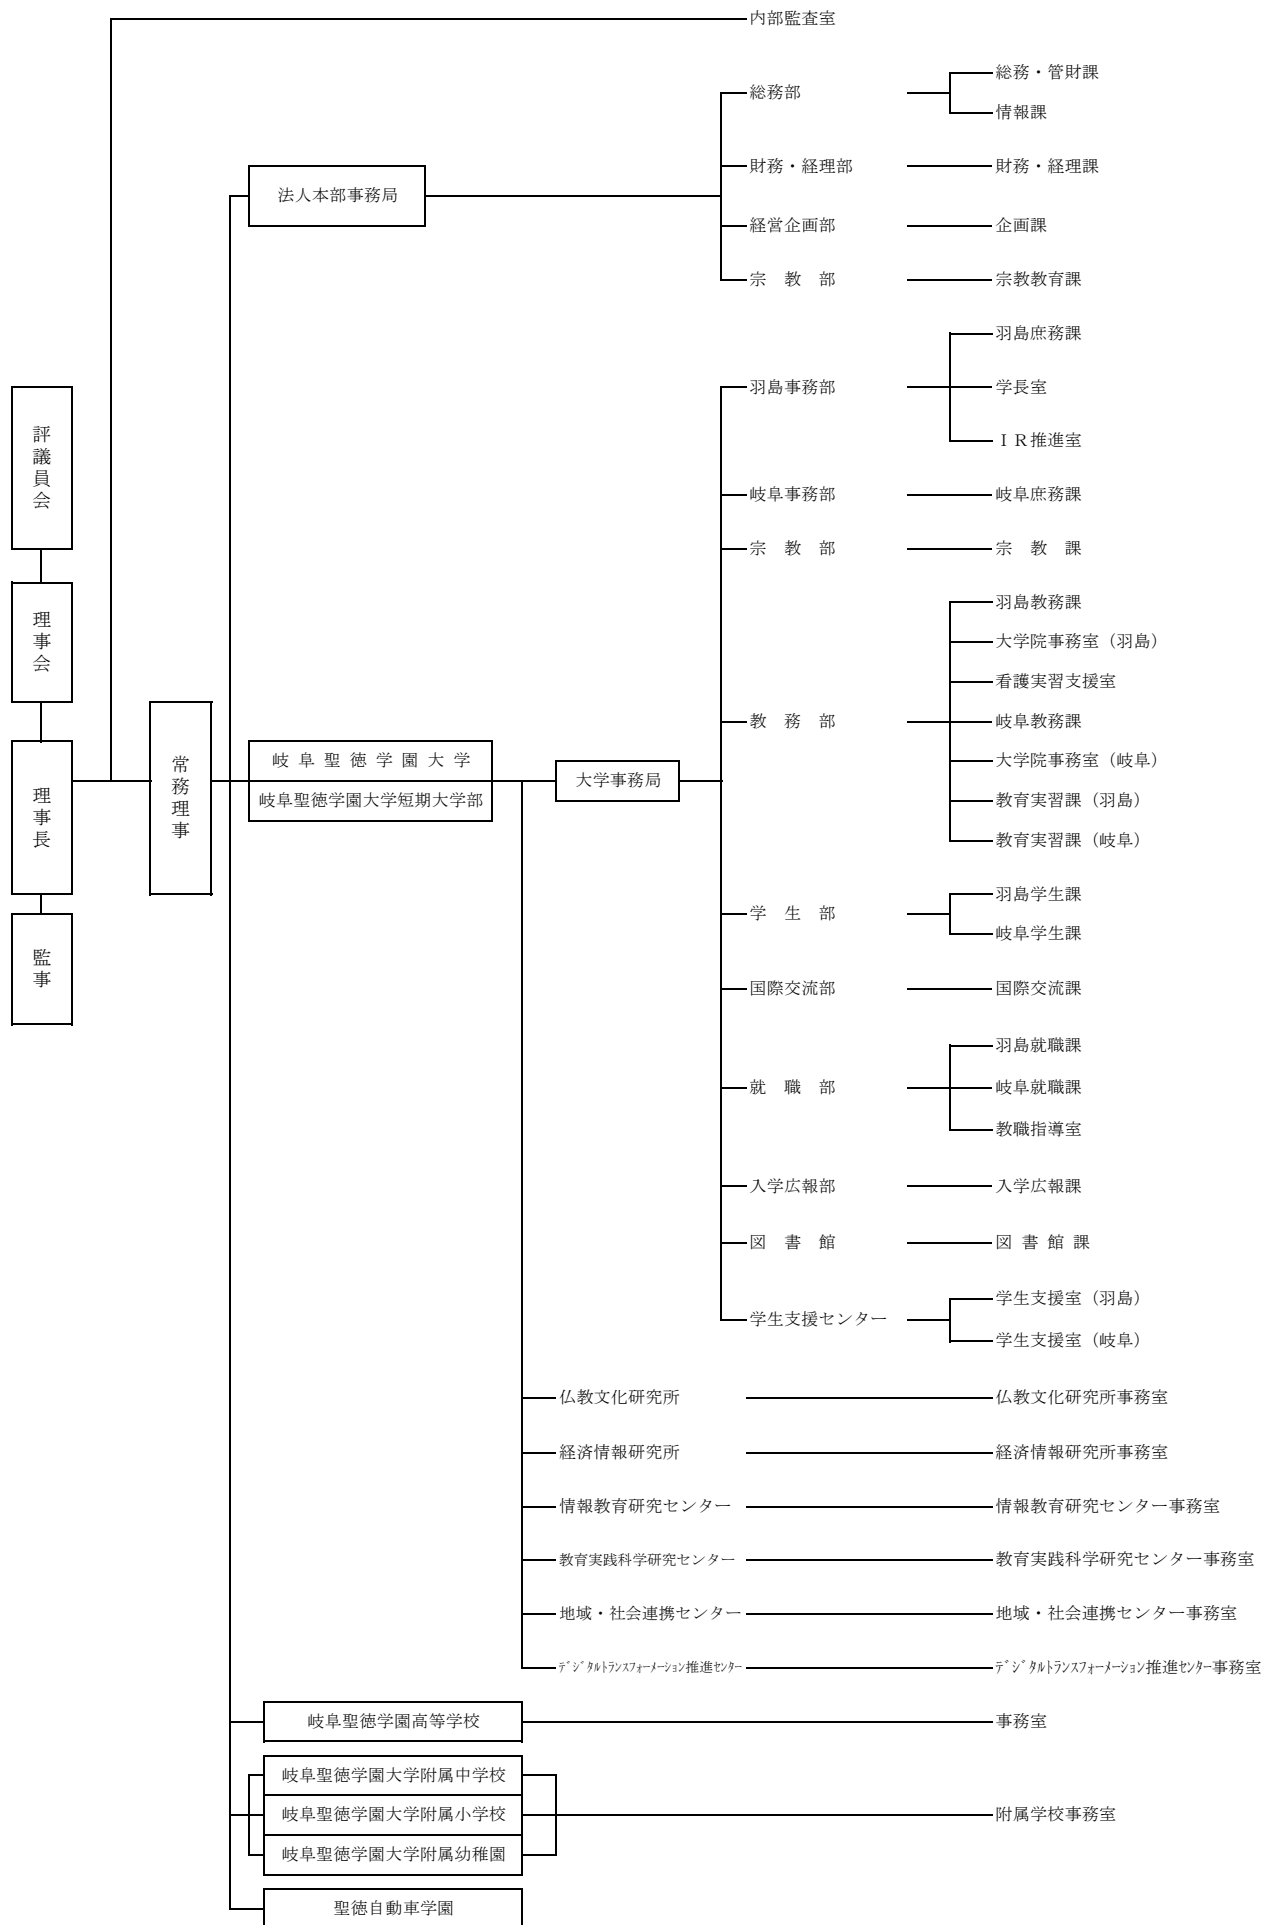 内部監査室
総務・管財課
総務部
情報課
財務・経理部
財務・経理課
法人本部事務局
経営企画部
企画課
宗　教　部
宗教教育課
羽島庶務課
羽島事務部
学長室
ＩＲ推進室
評議員会
岐阜事務部
岐阜庶務課
宗　教　部
宗　教　課
理事会
羽島教務課
大学院事務室（羽島）
看護実習支援室
教　務　部
岐阜教務課
大学院事務室（岐阜）
教育実習課（羽島）
教育実習課（岐阜）
理事長
常務理事
岐 阜 聖 徳 学 園 大 学
岐阜聖徳学園大学短期大学部
大学事務局
監事
羽島学生課
学　生　部
岐阜学生課
国際交流部
国際交流課
羽島就職課
就　職　部
岐阜就職課
教職指導室
入学広報部
入学広報課
図　書　館
図 書 館 課
学生支援室（羽島）
学生支援センター
学生支援室（岐阜）
仏教文化研究所
仏教文化研究所事務室
経済情報研究所
経済情報研究所事務室
情報教育研究センター
情報教育研究センター事務室
教育実践科学研究センター
教育実践科学研究センター事務室
地域・社会連携センター
地域・社会連携センター事務室
ﾃﾞｼﾞﾀﾙﾄﾗﾝｽﾌｫｰﾒｰｼｮﾝ推進ｾﾝﾀｰ
ﾃﾞｼﾞﾀﾙﾄﾗﾝｽﾌｫｰﾒｰｼｮﾝ推進ｾﾝﾀｰ事務室
岐阜聖徳学園高等学校
事務室
岐阜聖徳学園大学附属中学校
岐阜聖徳学園大学附属小学校
附属学校事務室
岐阜聖徳学園大学附属幼稚園
聖徳自動車学園